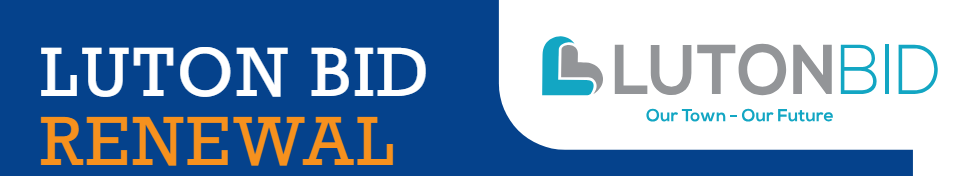 LUTON BID
RENEWAL
LUTONBID
Our Town – Our Future